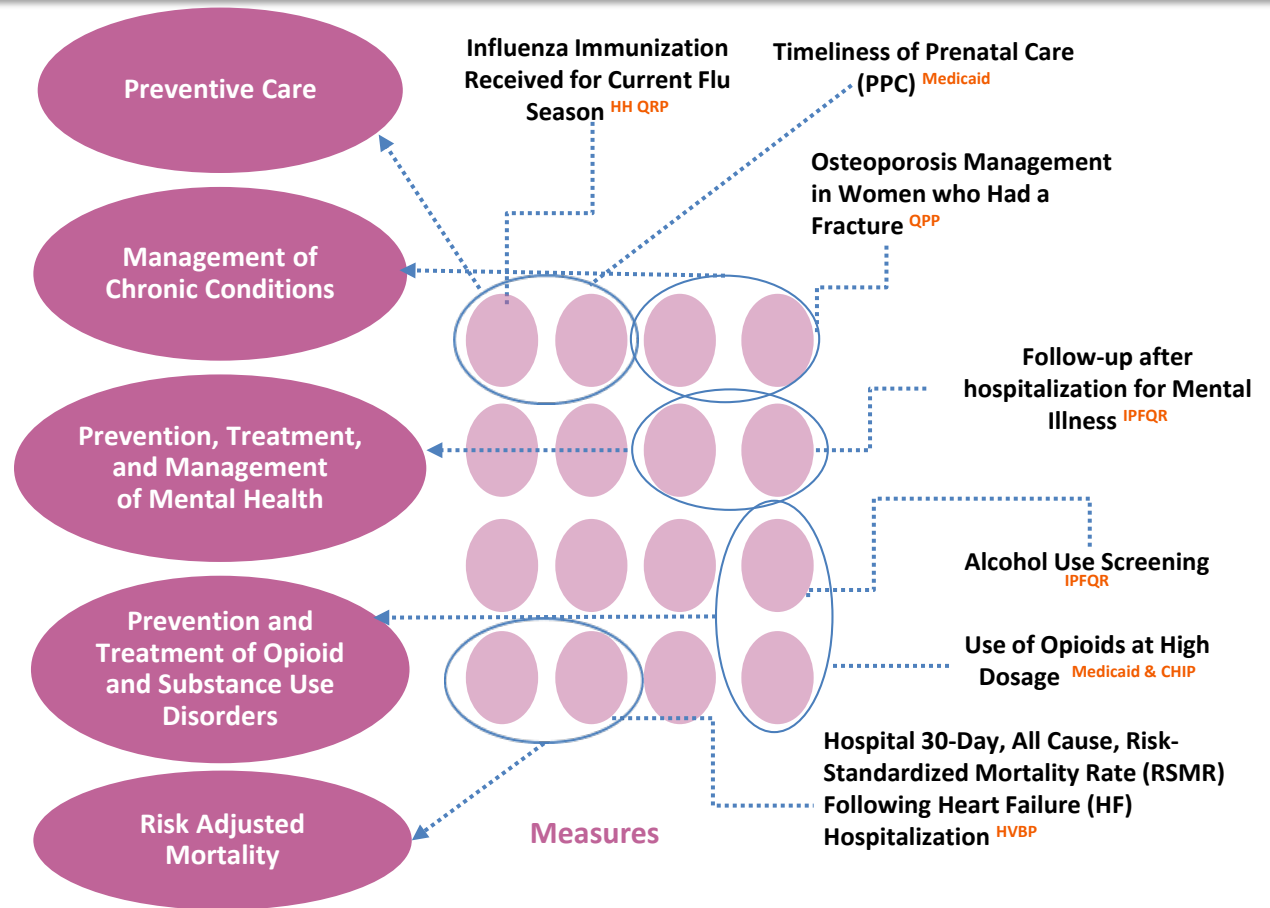 Preventive Care
Management of
Chronic Conditions
Prevention, Treatment,
and Management
of Mental Health
Prevention and
Treatment of Opioid
and Substance Use
Disorders
Risk Adjusted
Mortality
Influenza Immunization
Received for Current Flu
Season HH QRP
Timeliness of Prenatal Care
(PPC) Medicaid
Osteoporosis Management
in Women who Had a
Fracture QPP
Follow-up after
hospitalization for Mental
Illness IPFQR
Alcohol Use Screening
IPFQR
Use of Opioids at High
Dosage Medicaid & CHIP
Hospital 30-Day, All Cause, Risk-
Standardized Mortality Rate (RSMR)
Following Heart Failure (HF)
Hospitalization HVBP
Measures